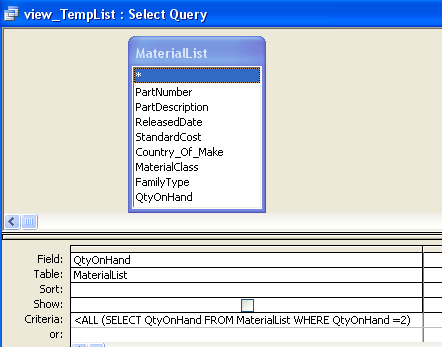 view_TempList : Select Query
MaterialList
*
PartNumber
PartDescription
ReleasedDate
StandardCost
Country_Of_Make
MaterialClass
FamilyType
QtyOnHand
Field: QtyOnHand
Table: MaterialList
Sort:
Show:
Criteria: <ALL (SELECT QtyOnHand FROM MaterialList WHERE QtyOnHand =2)
or: